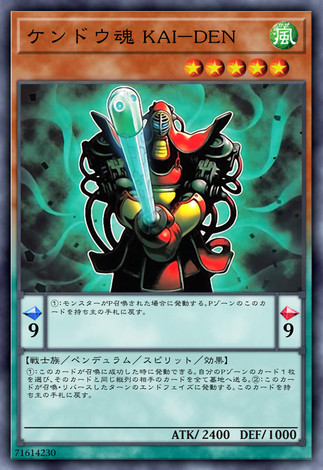 ケンドウ魂 KAI－DEN
風
①:モンスターがP召喚された場合に発動する。Pゾーンのこのカ
ードを持ち主の手札に戻す。
9
9
【戦士族／ペンデュラム／スピリット／効果】
①:このカードが召喚に成功した時に発動できる。自分のPゾーンのカード１枚
を選び、そのカードと同じ縦列の相手のカードを全て墓地へ送る。②:このカー
ドが召喚・リバースしたターンのエンドフェイズに発動する。このカードを持ち
主の手札に戻す。
ATK/ 2400 DEF/1000
71614230